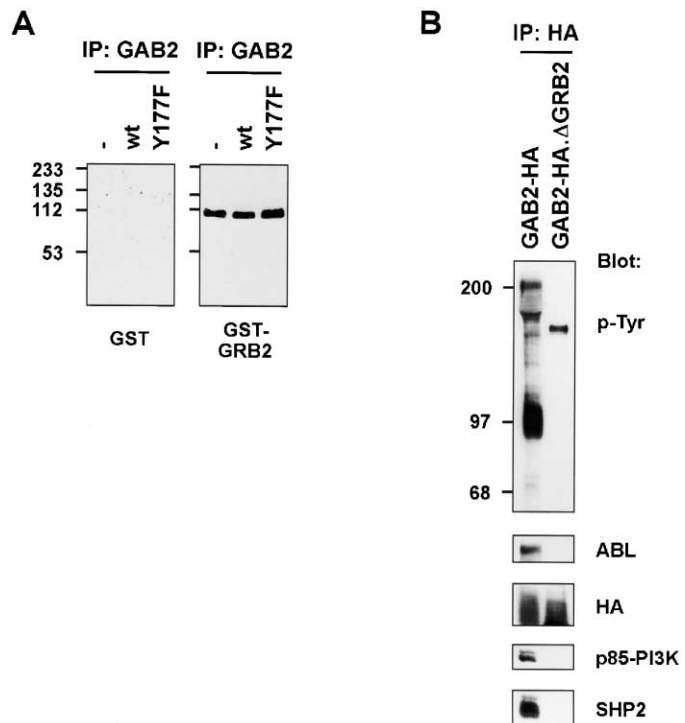 A
IP: GAB2 IP: GAB2
- wt Y177F - wt Y177F
233
135
112
53
GST GST-
GRB2
B
IP: HA
GAB2-HA
GAB2-HA.ΔGRB2
Blot:
200
p-Tyr
97
68
ABL
HA
p85-PI3K
SHP2